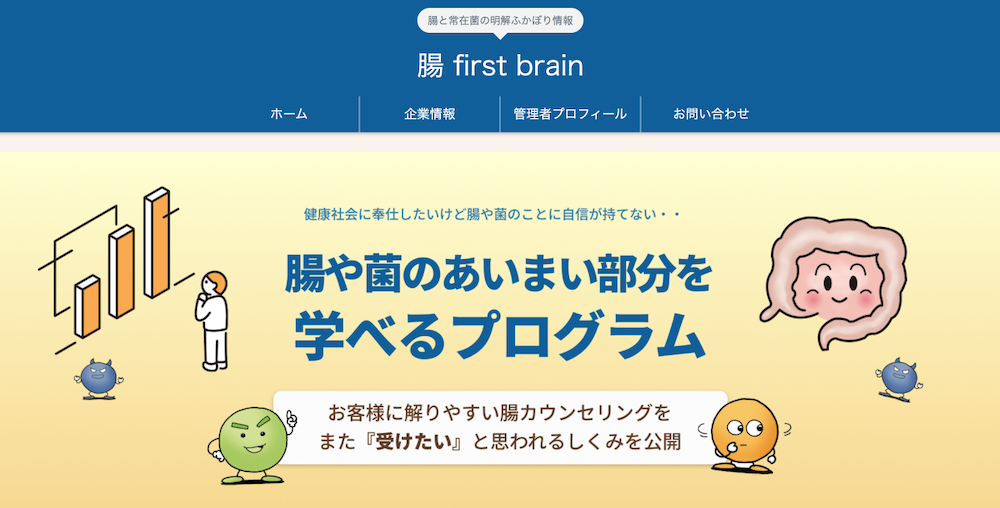 腸と常在菌の明解ふかぼり情報
腸 first brain
ホーム
企業情報
管理者プロフィール
お問い合わせ
健康社会に奉仕したいけど腸や菌のことに自信が持てない・・
腸や菌のあいまい部分を
学べるプログラム
お客様に解りやすい腸カウンセリングを
また『受けたい』と思われるしくみを公開